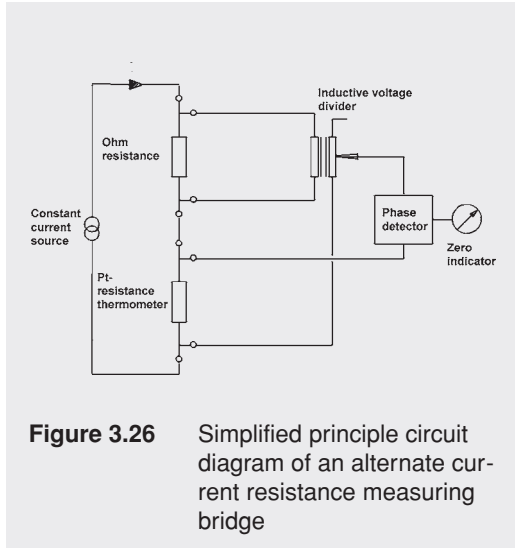 Inductive voltage
divider
Ohm
resistance
Constant
current
source
Phase
detector
Zero
indicator
Pt-
resistance
thermometer
Figure 3.26 Simplified principle circuit
diagram of an alternate cur-
rent resistance measuring
bridge